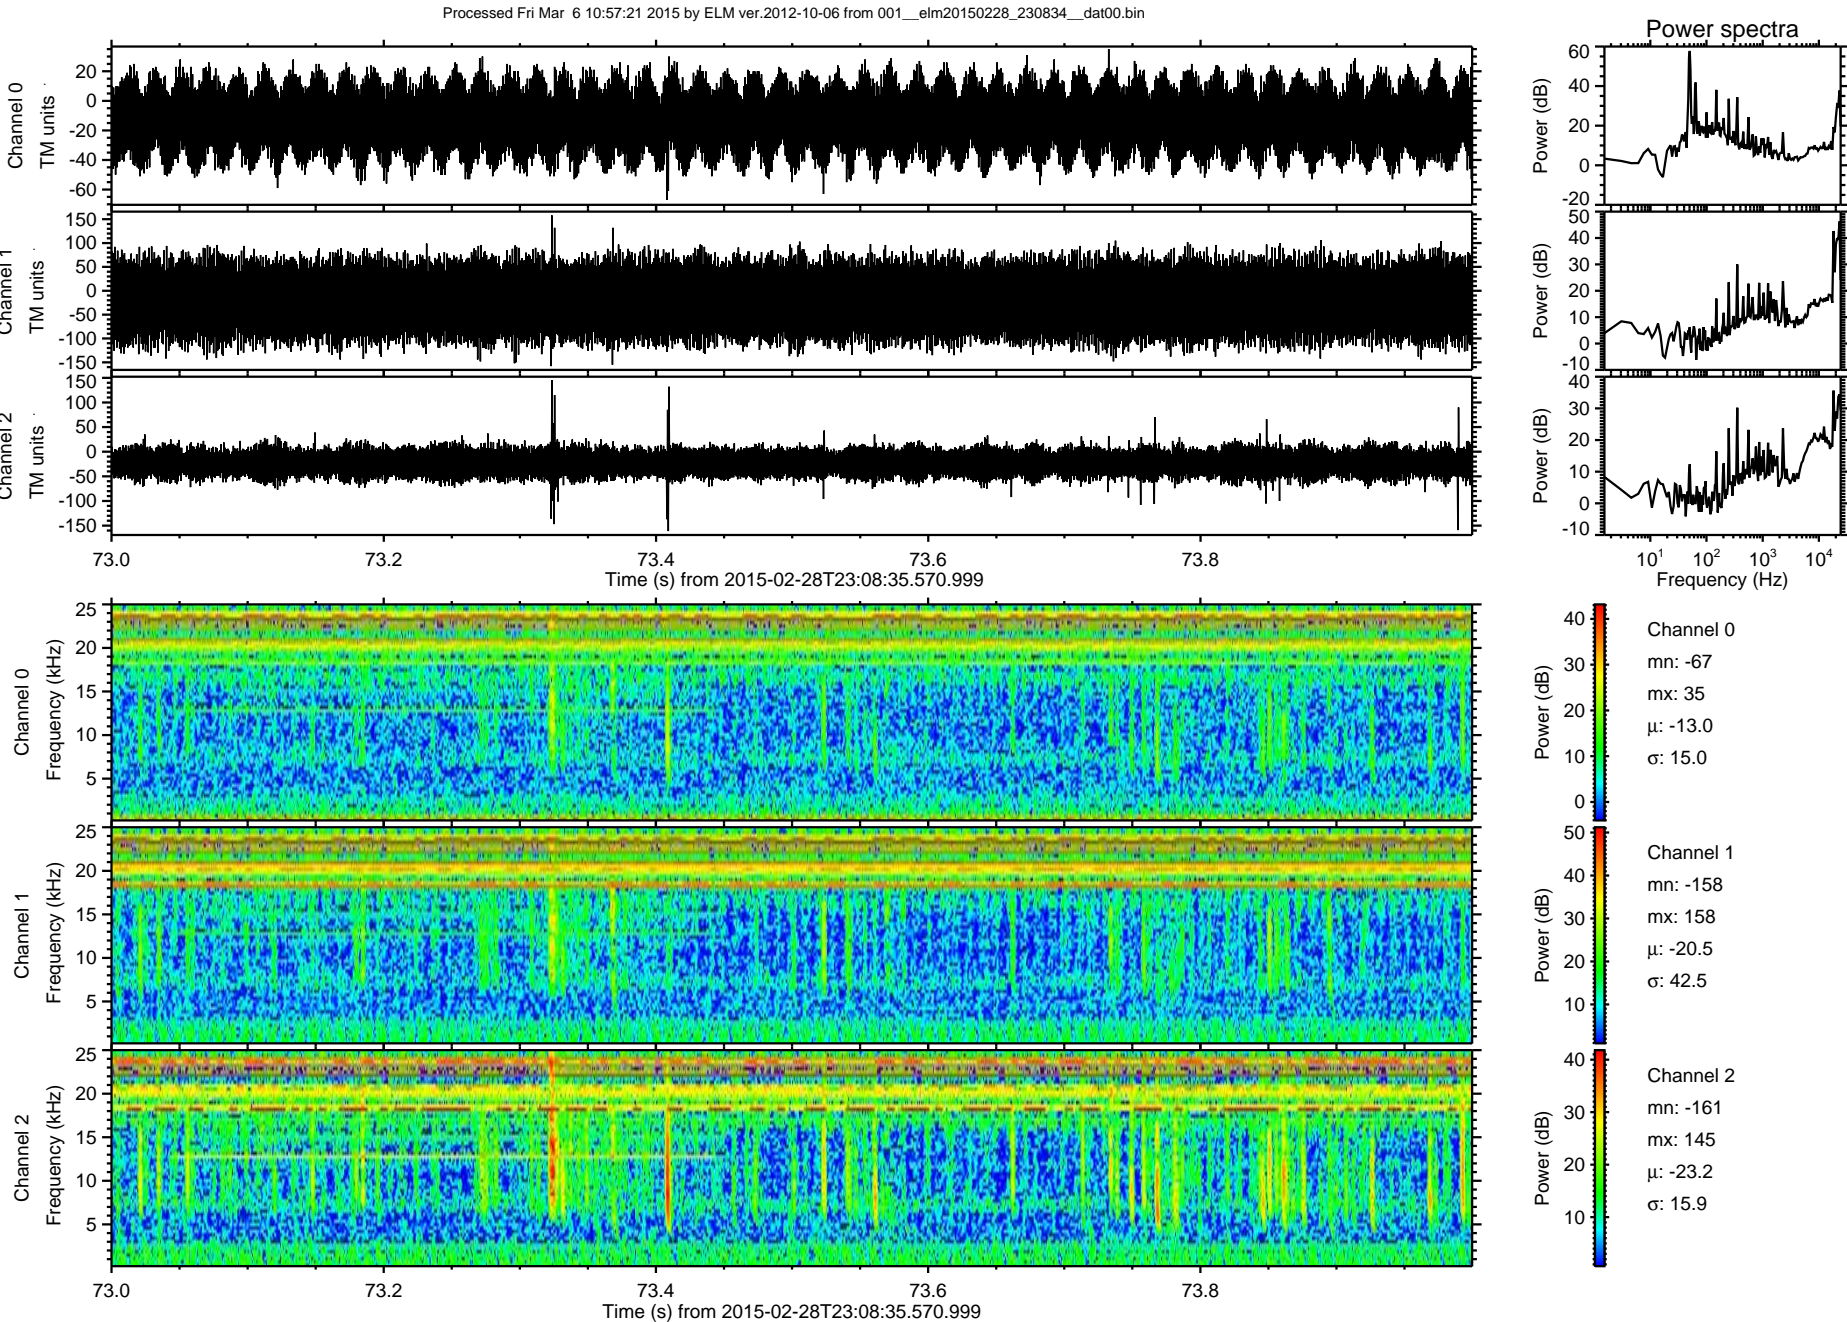 Processed Fri Mar  6 10:57:21 2015 by ELM ver.2012-10-06 from 001__elm20150228_230834__dat00.bin
Power spectra
Channel 0
TM units
20
0
-20
-40
-60
Power (dB)
60
40
20
0
-20
Channel 1
TM units
150
100
50
0
-50
-100
-150
Power (dB)
50
40
30
20
10
0
-10
Channel 2
TM units
150
100
50
0
-50
-100
-150
Power (dB)
40
30
20
10
0
-10
73.0 73.2 73.4 73.6 73.8
Time (s) from 2015-02-28T23:08:35.570.999
10¹ 10² 10³ 10⁴
Frequency (Hz)
Channel 0
Frequency (kHz)
25
20
15
10
5
Power (dB)
40
30
20
10
0
Channel 0
mn: -67
mx: 35
μ: -13.0
σ: 15.0
Channel 1
Frequency (kHz)
25
20
15
10
5
Power (dB)
50
40
30
20
10
Channel 1
mn: -158
mx: 158
μ: -20.5
σ: 42.5
Channel 2
Frequency (kHz)
25
20
15
10
5
Power (dB)
40
30
20
10
Channel 2
mn: -161
mx: 145
μ: -23.2
σ: 15.9
73.0 73.2 73.4 73.6 73.8
Time (s) from 2015-02-28T23:08:35.570.999